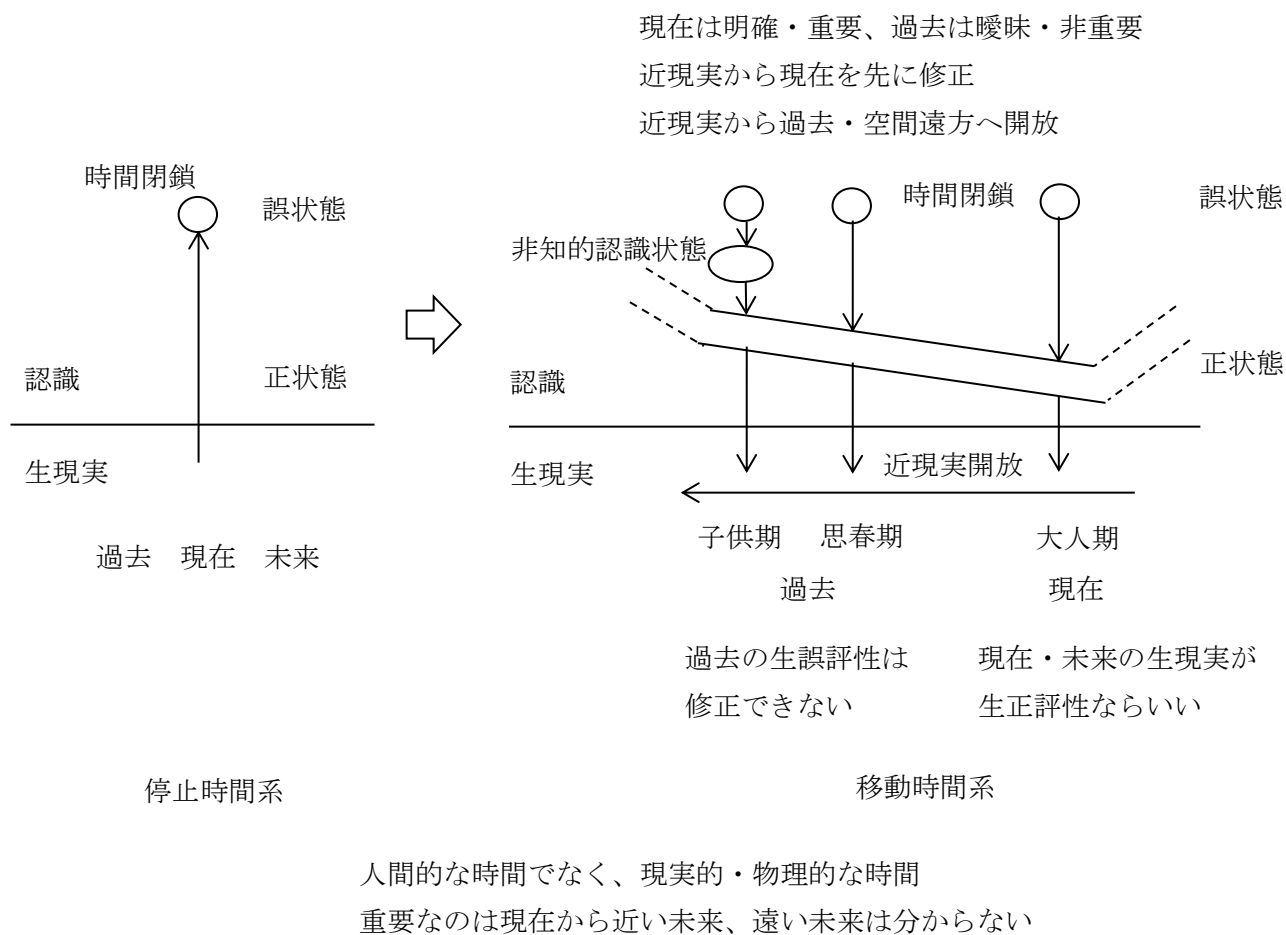 現在は明確・重要、過去は曖昧・非重要
近現実から現在を先に修正
近現実から過去・空間遠方へ開放
時間閉鎖
誤状態
認識
正状態
生現実
過去 現在 未来
停止時間系
時間閉鎖
誤状態
非知的認識状態
認識
正状態
生現実
近現実開放
子供期 思春期 大人期
過去 現在
過去の生誤評性は
修正できない
現在・未来の生現実が
生正評性ならいい
移動時間系
人間的な時間でなく、現実的・物理的な時間
重要なのは現在から近い未来、遠い未来は分からない